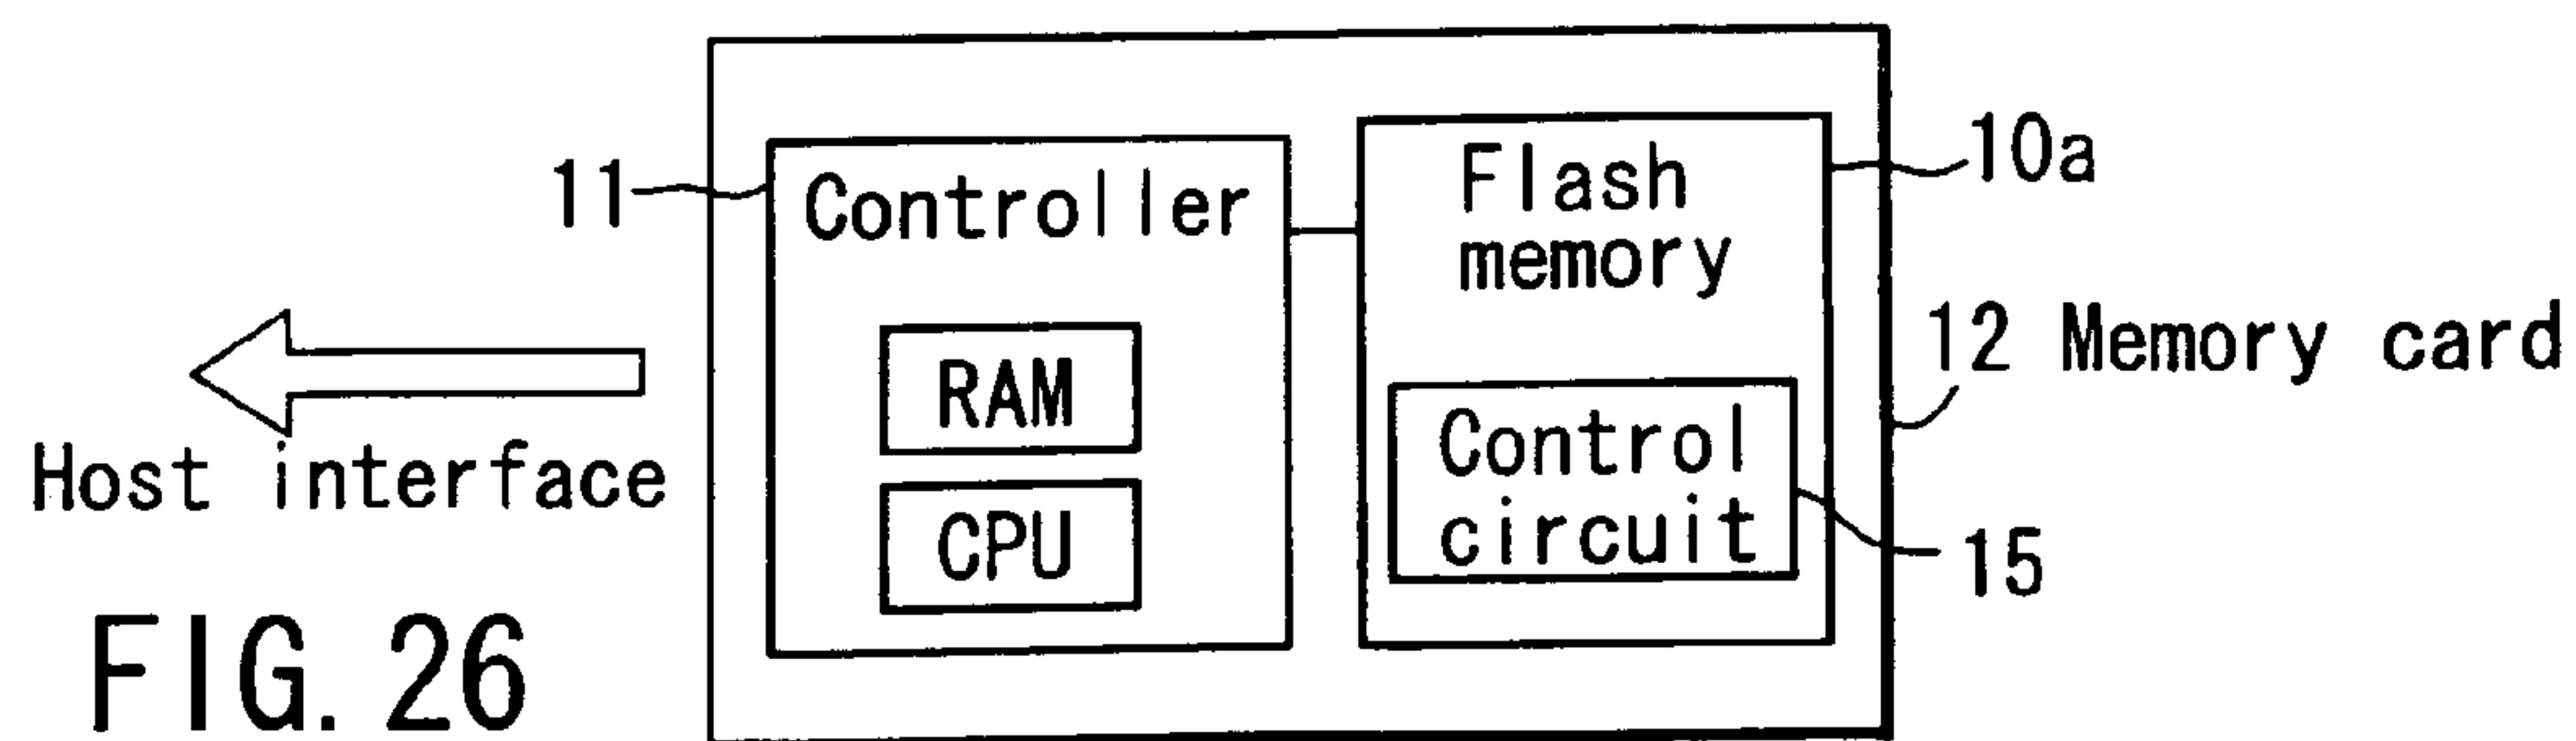 11
Controller
RAM
CPU
Flash
memory
Control
circuit
10a
12 Memory card
15
Host interface
FIG. 26